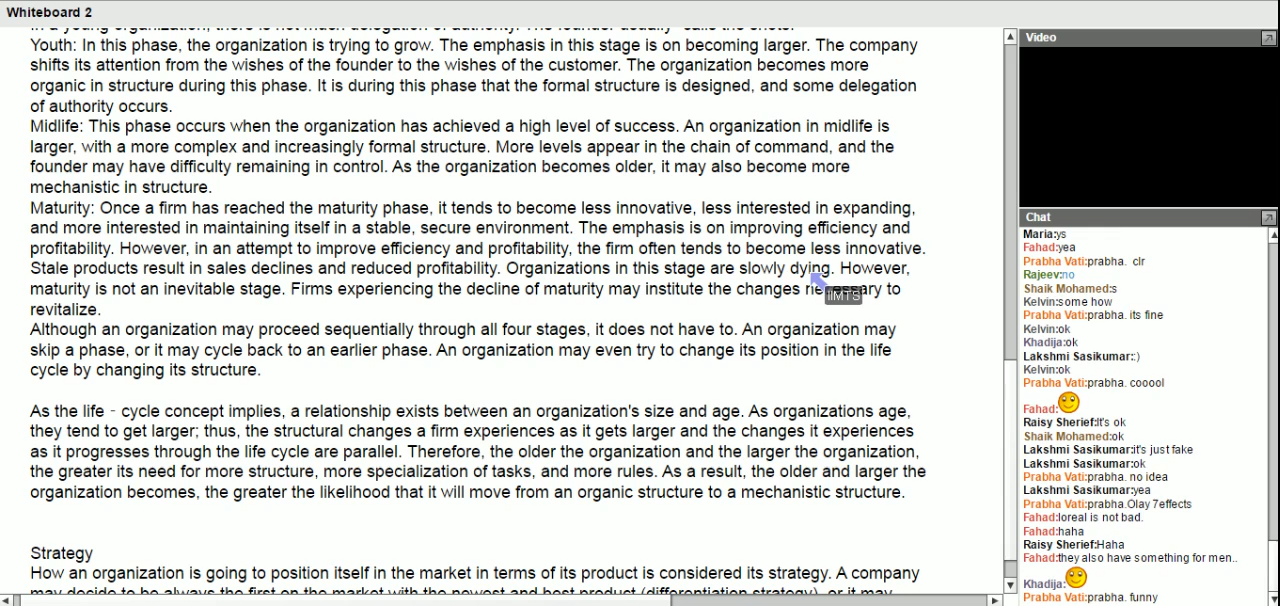 Whiteboard 2
Youth: In this phase, the organization is trying to grow. The emphasis in this stage is on becoming larger. The company
shifts its attention from the wishes of the founder to the wishes of the customer. The organization becomes more
organic in structure during this phase. It is during this phase that the formal structure is designed, and some delegation
of authority occurs.
Midlife: This phase occurs when the organization has achieved a high level of success. An organization in midlife is
larger, with a more complex and increasingly formal structure. More levels appear in the chain of command, and the
founder may have difficulty remaining in control. As the organization becomes older, it may also become more
mechanistic in structure.
Maturity: Once a firm has reached the maturity phase, it tends to become less innovative, less interested in expanding,
and more interested in maintaining itself in a stable, secure environment. The emphasis is on improving efficiency and
profitability. However, in an attempt to improve efficiency and profitability, the firm often tends to become less innovative.
Stale products result in sales declines and reduced profitability. Organizations in this stage are slowly dying. However,
maturity is not an inevitable stage. Firms experiencing the decline of maturity may institute the changes necessary to
IIMTS
revitalize.
Although an organization may proceed sequentially through all four stages, it does not have to. An organization may
skip a phase, or it may cycle back to an earlier phase. An organization may even try to change its position in the life
cycle by changing its structure.
As the life - cycle concept implies, a relationship exists between an organization's size and age. As organizations age,
they tend to get larger; thus, the structural changes a firm experiences as it gets larger and the changes it experiences
as it progresses through the life cycle are parallel. Therefore, the older the organization and the larger the organization,
the greater its need for more structure, more specialization of tasks, and more rules. As a result, the older and larger the
organization becomes, the greater the likelihood that it will move from an organic structure to a mechanistic structure.
Strategy
How an organization is going to position itself in the market in terms of its product is considered its strategy. A company
may decide to be always the first on the market with the newest and best product (differentiation strategy), or it may
Video
Chat
Maria:ys
Fahad:yea
Prabha Vati:prabha. clr
Rajeev:no
Shaik Mohamed:s
Kelvin:some how
Prabha Vati:prabha. its fine
Kelvin:ok
Khadija:ok
Lakshmi Sasikumar::)
Kelvin:ok
Prabha Vati:prabha. cooool
Fahad:
Raisy Sherief:It's ok
Shaik Mohamed:ok
Lakshmi Sasikumar:it's just fake
Lakshmi Sasikumar:ok
Prabha Vati:prabha. no idea
Lakshmi Sasikumar:yea
Prabha Vati:prabha.Olay 7effects
Fahad:loreal is not bad.
Fahad:haha
Raisy Sherief:Haha
Fahad:they also have something for men..
Khadija:
Prabha Vati:prabha. funny